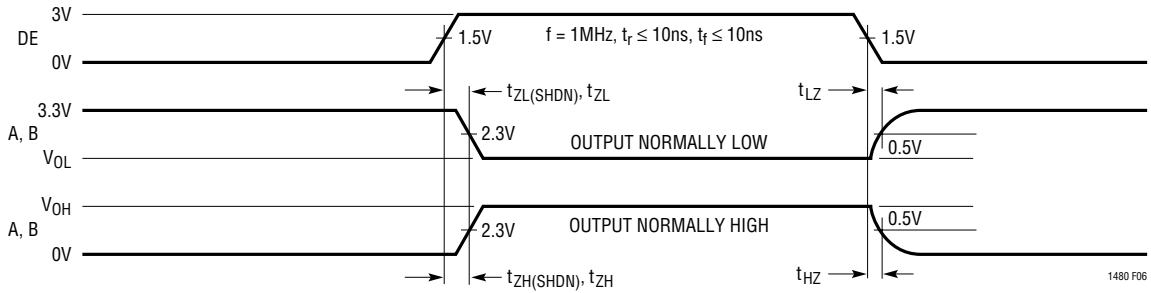 3V
DE
0V
1.5V
f = 1MHz, tr ≤ 10ns, tf ≤ 10ns
1.5V
tZL(SHDN), tZL
tLZ
3.3V
A, B
VOL
2.3V
OUTPUT NORMALLY LOW
0.5V
VOH
A, B
0V
2.3V
OUTPUT NORMALLY HIGH
0.5V
tZH(SHDN), tZH
tHZ
1480 F06